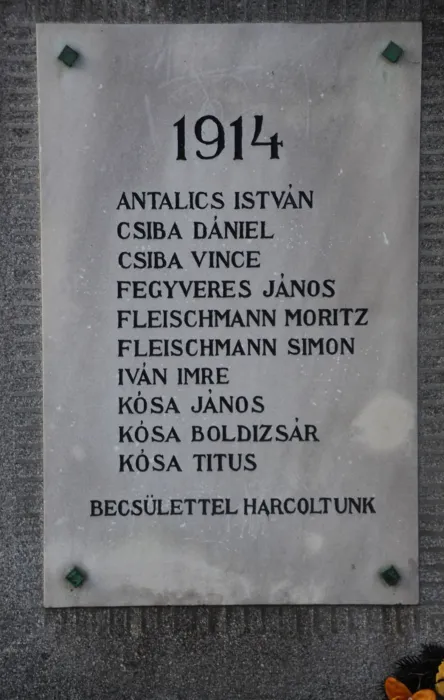 1914
ANTALICS ISTVÁN
CSIBA DÁNIEL
CSIBA VINCE
FEGYVERES JÁNOS
FLEISCHMANN MORITZ
FLEISCHMANN SIMON
IVÁN IMRE
KÓSA JÁNOS
KÓSA BOLDIZSÁR
KÓSA TITUS
BECSÜLETTEL HARCOLTUNK